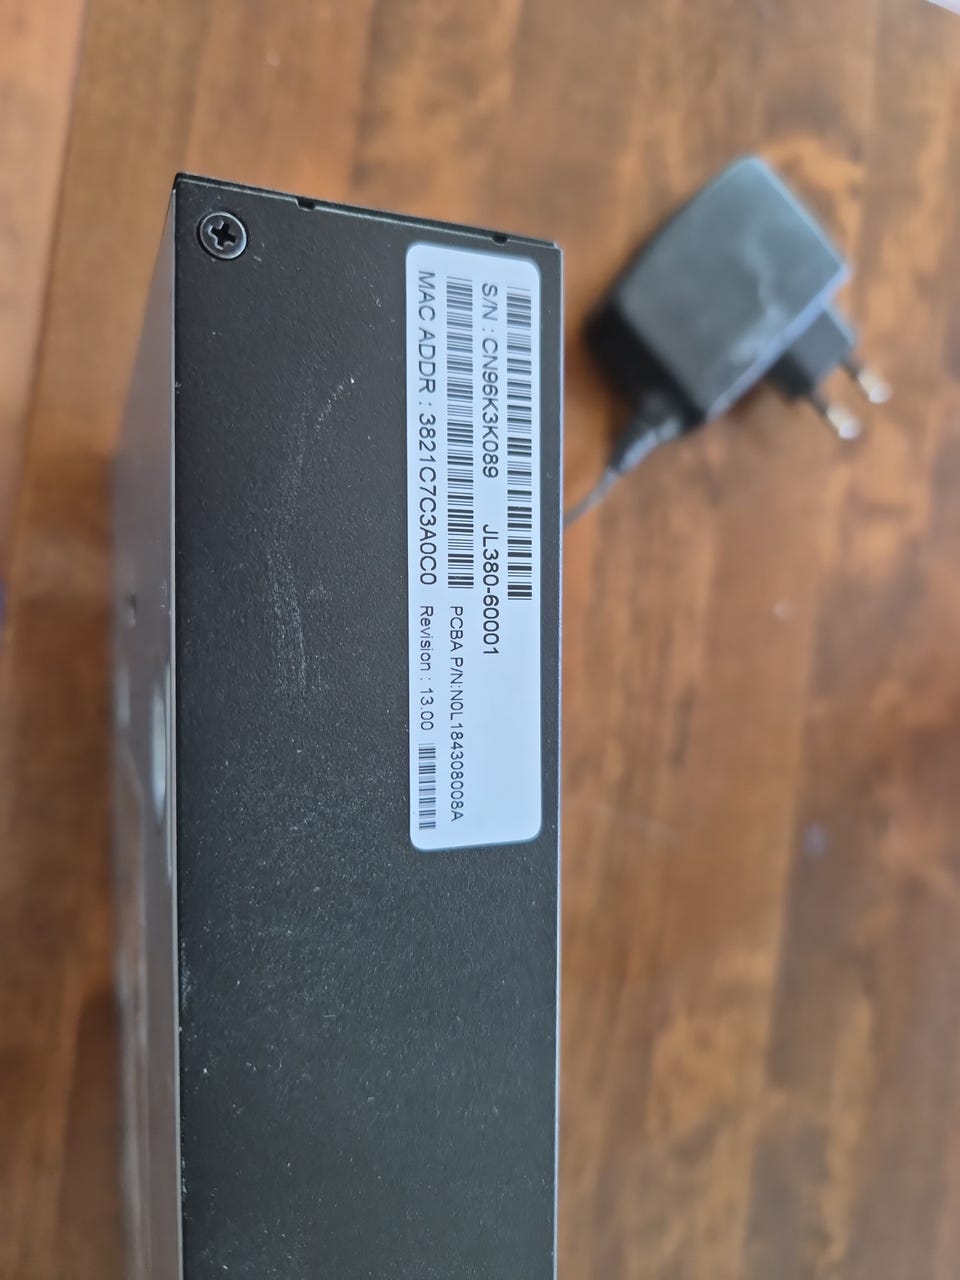 S/N : CN96K3K089 JL380-60001
PCBA P/N:N0L184308008A
MAC ADDR : 3821C7C3A0C0 Revision : 13.00